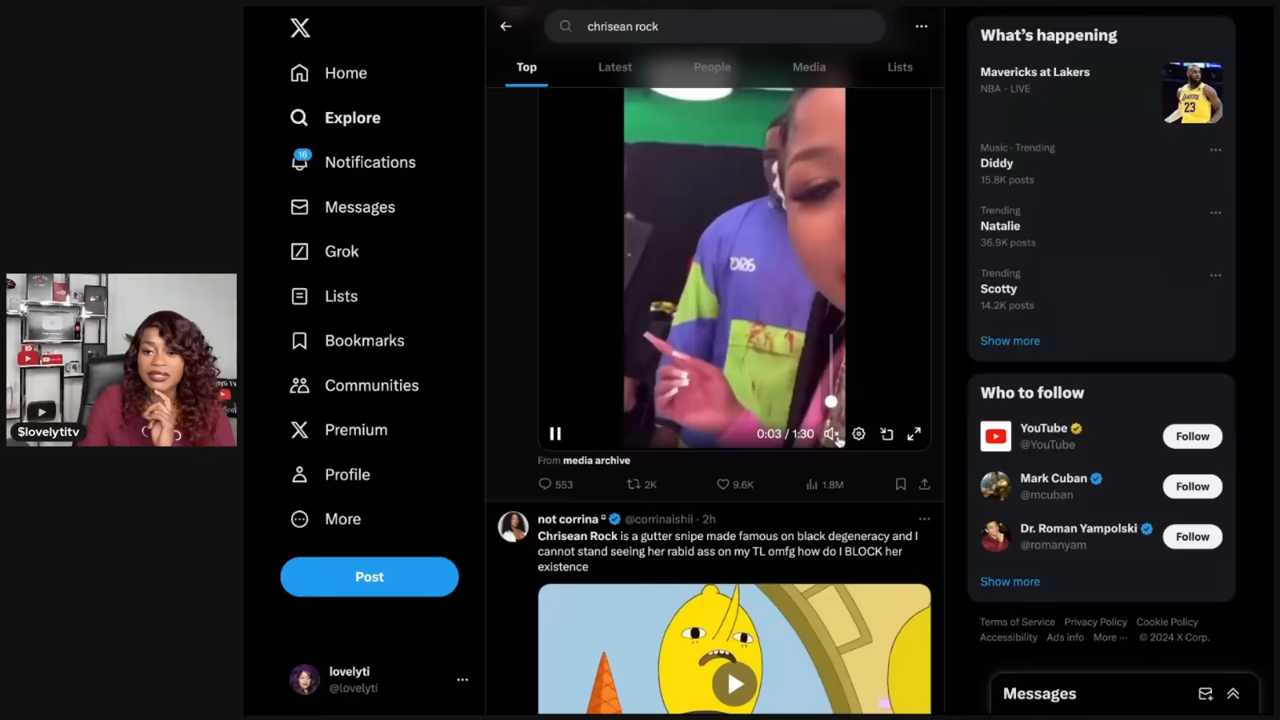 chrisean rock
Top
Latest
People
Media
Lists
Home
Explore
16
Notifications
Messages
Grok
Lists
Bookmarks
Communities
Premium
Profile
More
Post
lovelyti
@lovelyti
$lovelytitv
0:03 / 1:30
From media archive
553
2K
9.6K
1.8M
not corrina @corrinaishii · 2h
Chrisean Rock is a gutter snipe made famous on black degeneracy and I
cannot stand seeing her rabid ass on my TL omfg how do I BLOCK her
existence
What's happening
Mavericks at Lakers
NBA · LIVE
LAKERS
23
Music · Trending
Diddy
15.8K posts
Trending
Natalie
36.9K posts
Trending
Scotty
14.2K posts
Show more
Who to follow
YouTube
@YouTube
Follow
Mark Cuban
@mcuban
Follow
Dr. Roman Yampolski
@romanyam
Follow
Show more
Terms of Service Privacy Policy Cookie Policy
Accessibility Ads info More ··· © 2024 X Corp.
Messages